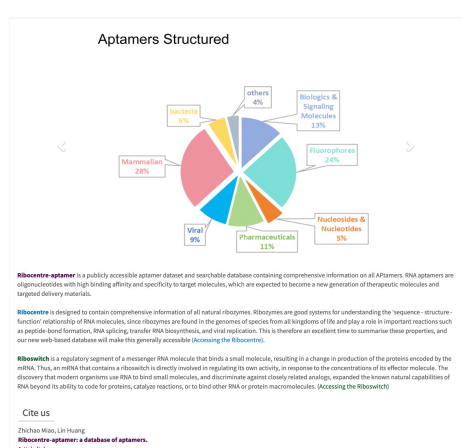 Aptamers Structured
others
4%
Biologics &
Signaling
Molecules
13%
bacteria
6%
Fluorophores
24%
Mammalian
28%
Nucleosides &
Nucleotides
5%
Viral
9%
Pharmaceuticals
11%
Ribocentre-aptamer is a publicly accessible aptamer dataset and searchable database containing comprehensive information on all APtamers. RNA aptamers are
oligonucleotides with high binding affinity and specificity to target molecules, which are expected to become a new generation of therapeutic molecules and
targeted delivery materials.
Ribocentre is designed to contain comprehensive information of all natural ribozymes. Ribozymes are good systems for understanding the 'sequence - structure -
function' relationship of RNA molecules, since ribozymes are found in the genomes of species from all kingdoms of life and play a role in important reactions such
as peptide-bond formation, RNA splicing, transfer RNA biosynthesis, and viral replication. This is therefore an excellent time to summarise these properties, and
our new web-based database will make this generally accessible (Accessing the Ribocentre).
Riboswitch is a regulatory segment of a messenger RNA molecule that binds a small molecule, resulting in a change in production of the proteins encoded by the
mRNA. Thus, an mRNA that contains a riboswitch is directly involved in regulating its own activity, in response to the concentrations of its effector molecule. The
discovery that modern organisms use RNA to bind small molecules, and discriminate against closely related analogs, expanded the known natural capabilities of
RNA beyond its ability to code for proteins, catalyze reactions, or to bind other RNA or protein macromolecules. (Accessing the Riboswitch)
Cite us
Zhichao Miao, Lin Huang
Ribocentre-aptamer: a database of aptamers.